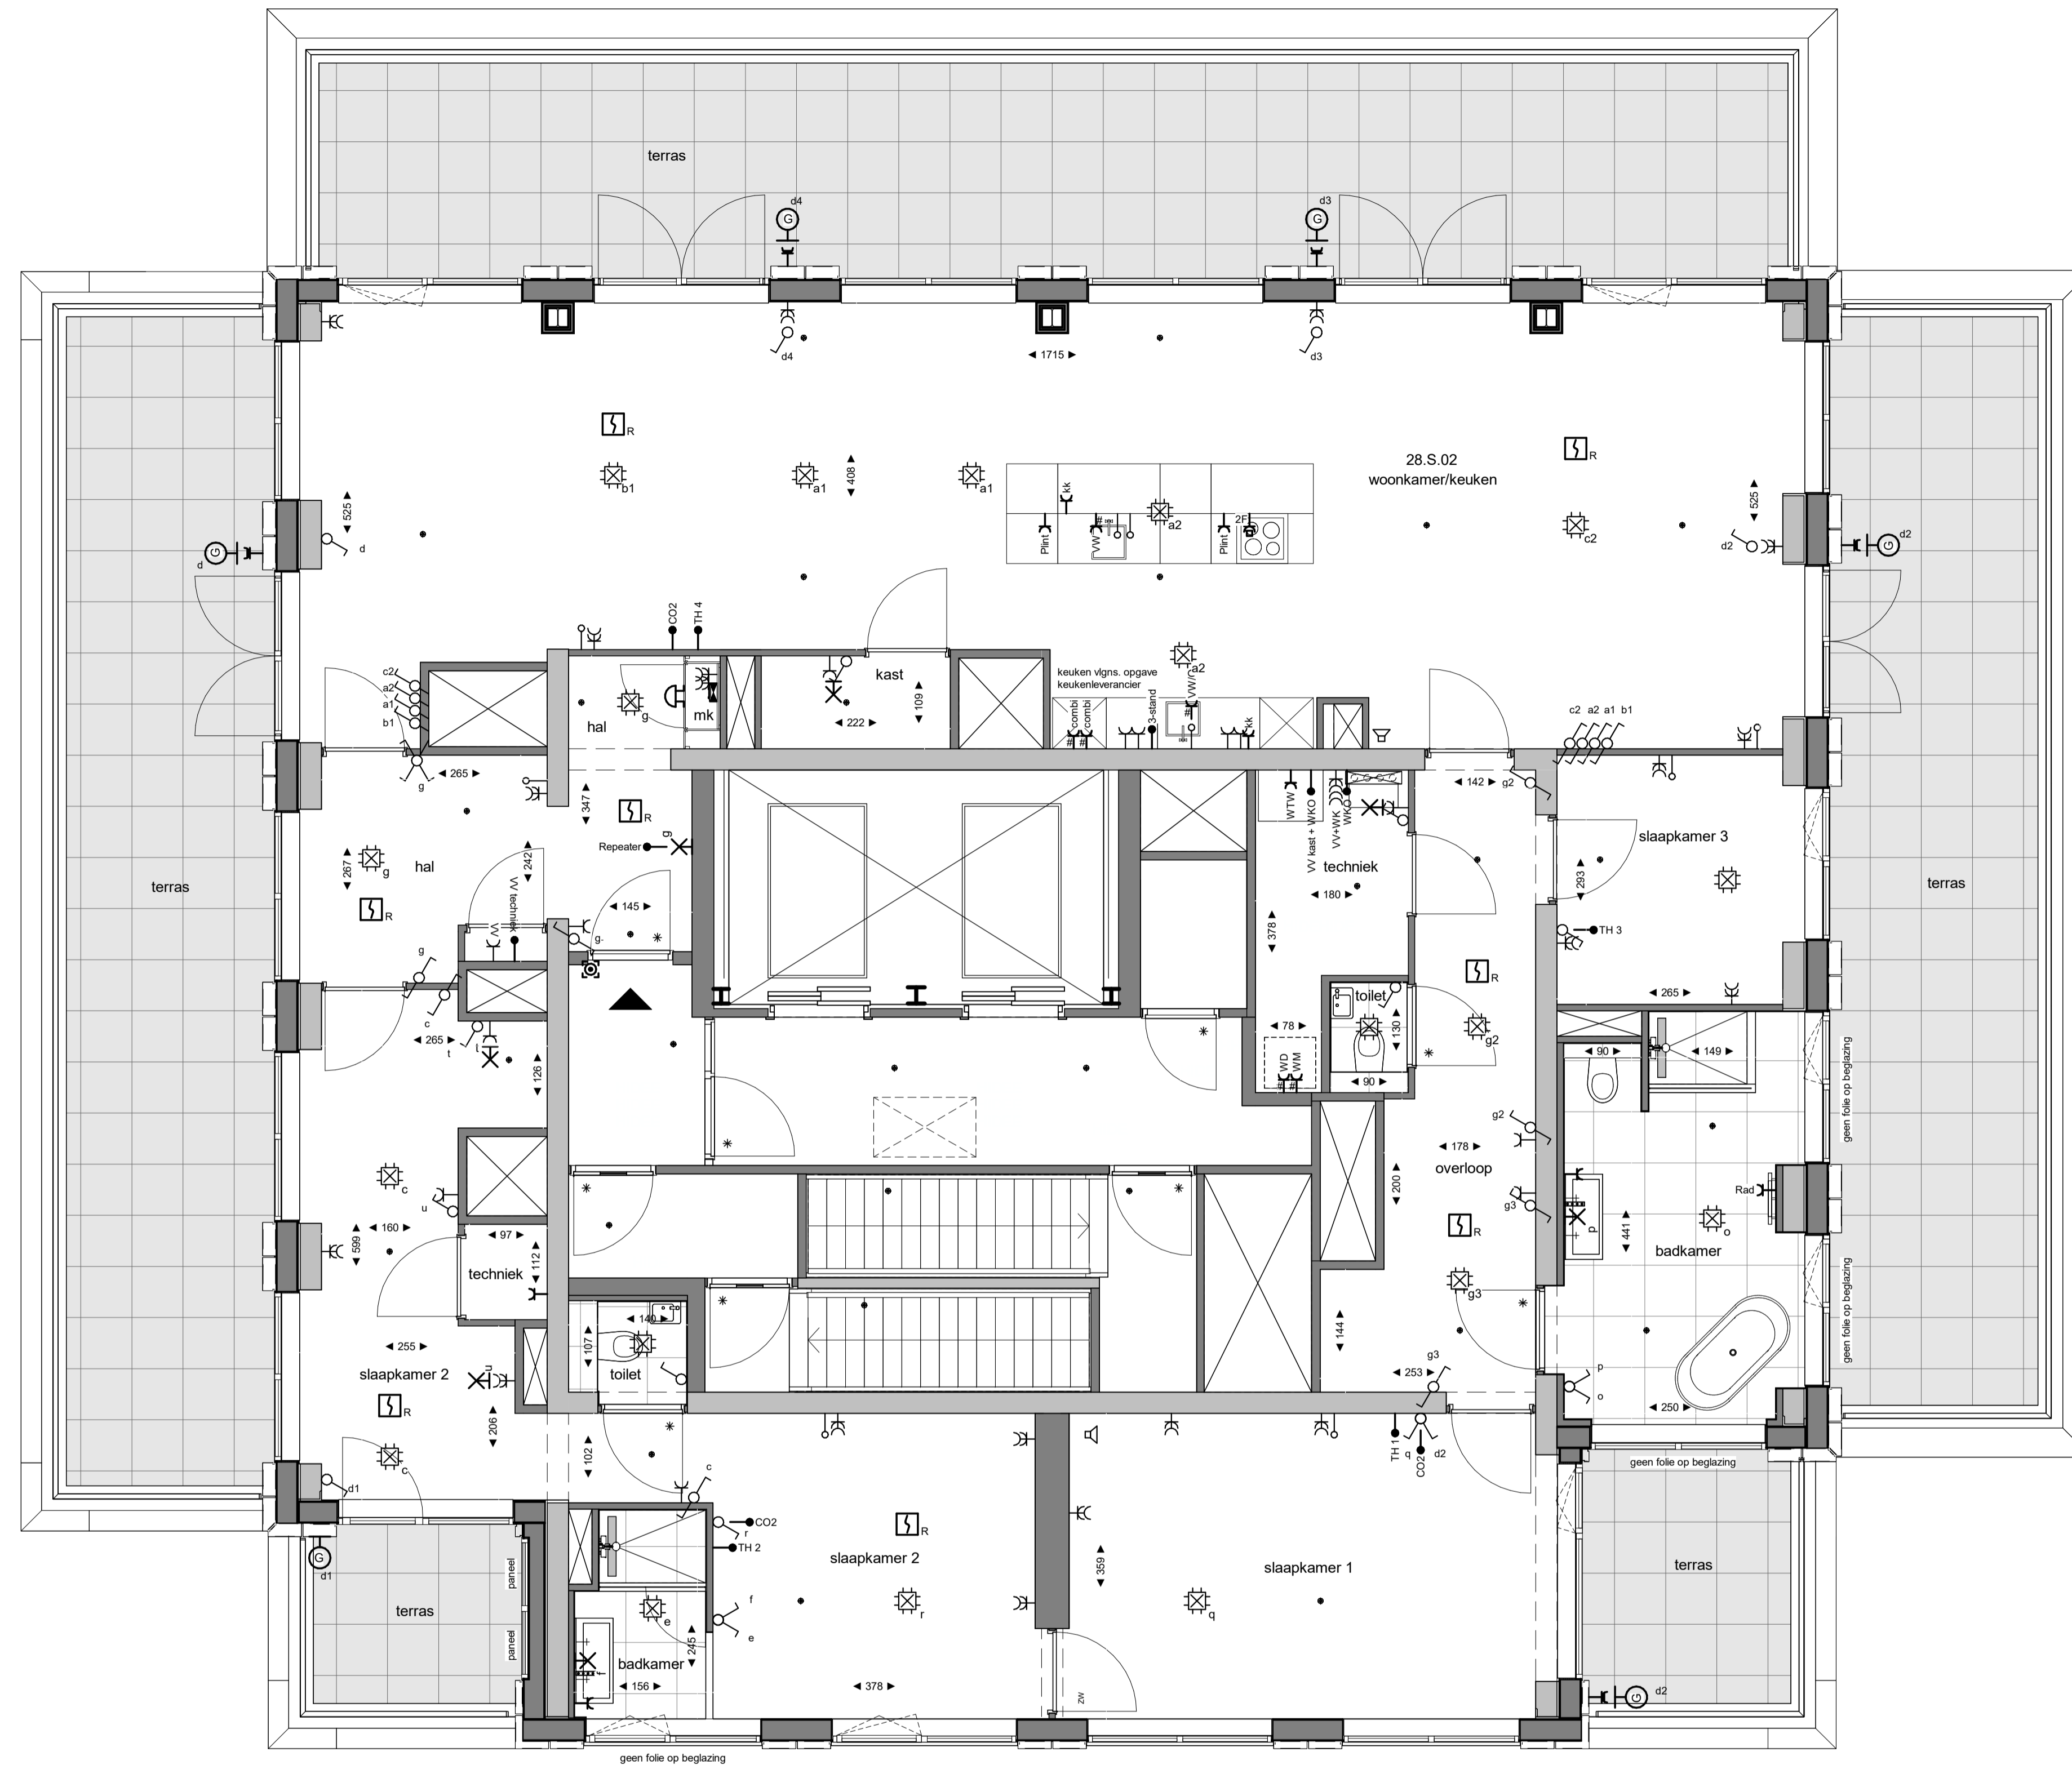 terras
d4
G
d3
G
d4
1715
d3
R
b1
408
a1
a1
28.S.02
woonkamer/keuken
R
kk
a2
Plint
VW
#
Plint
2F
c2
525
d
G
d
525
d2
G
d2
CO2
TH 4
c2
a2
a1
b1
hal
g
mk
kast
222
109
keuken vlgns. opgave
keukenleverancier
a2
combi
combi
#
#
3-stand
#
kk
c2 a2 a1 b1
g
265
347
R
g
Repeater
142
g2
WTW
VV kast + WKO
VV+WK
WKO
techniek
180
378
slaapkamer 3
293
TH 3
265
terras
terras
267
g
hal
R
242
VV techniek
VV
145
g
*
g
c
265
t
t
126
R
toilet
130
78
90
WD
WM
#
#
g2
*
*
*
90
149
geen folie op beglazing
g2
178
overloop
200
g3
R
g3
c
u
160
599
97
112
techniek
255
slaapkamer 2
u
R
206
c
d1
*
*
*
140
107
toilet
*
102
c
144
253
g3
*
Rad
p
441
o
badkamer
geen folie op beglazing
p
o
250
geen folie op beglazing
TH 1
q
CO2
d2
G
d1
terras
paneel
paneel
CO2
r
TH 2
R
slaapkamer 2
r
e
f
e
245
f
badkamer
156
378
359
slaapkamer 1
q
zw
terras
G
d2
geen folie op beglazing